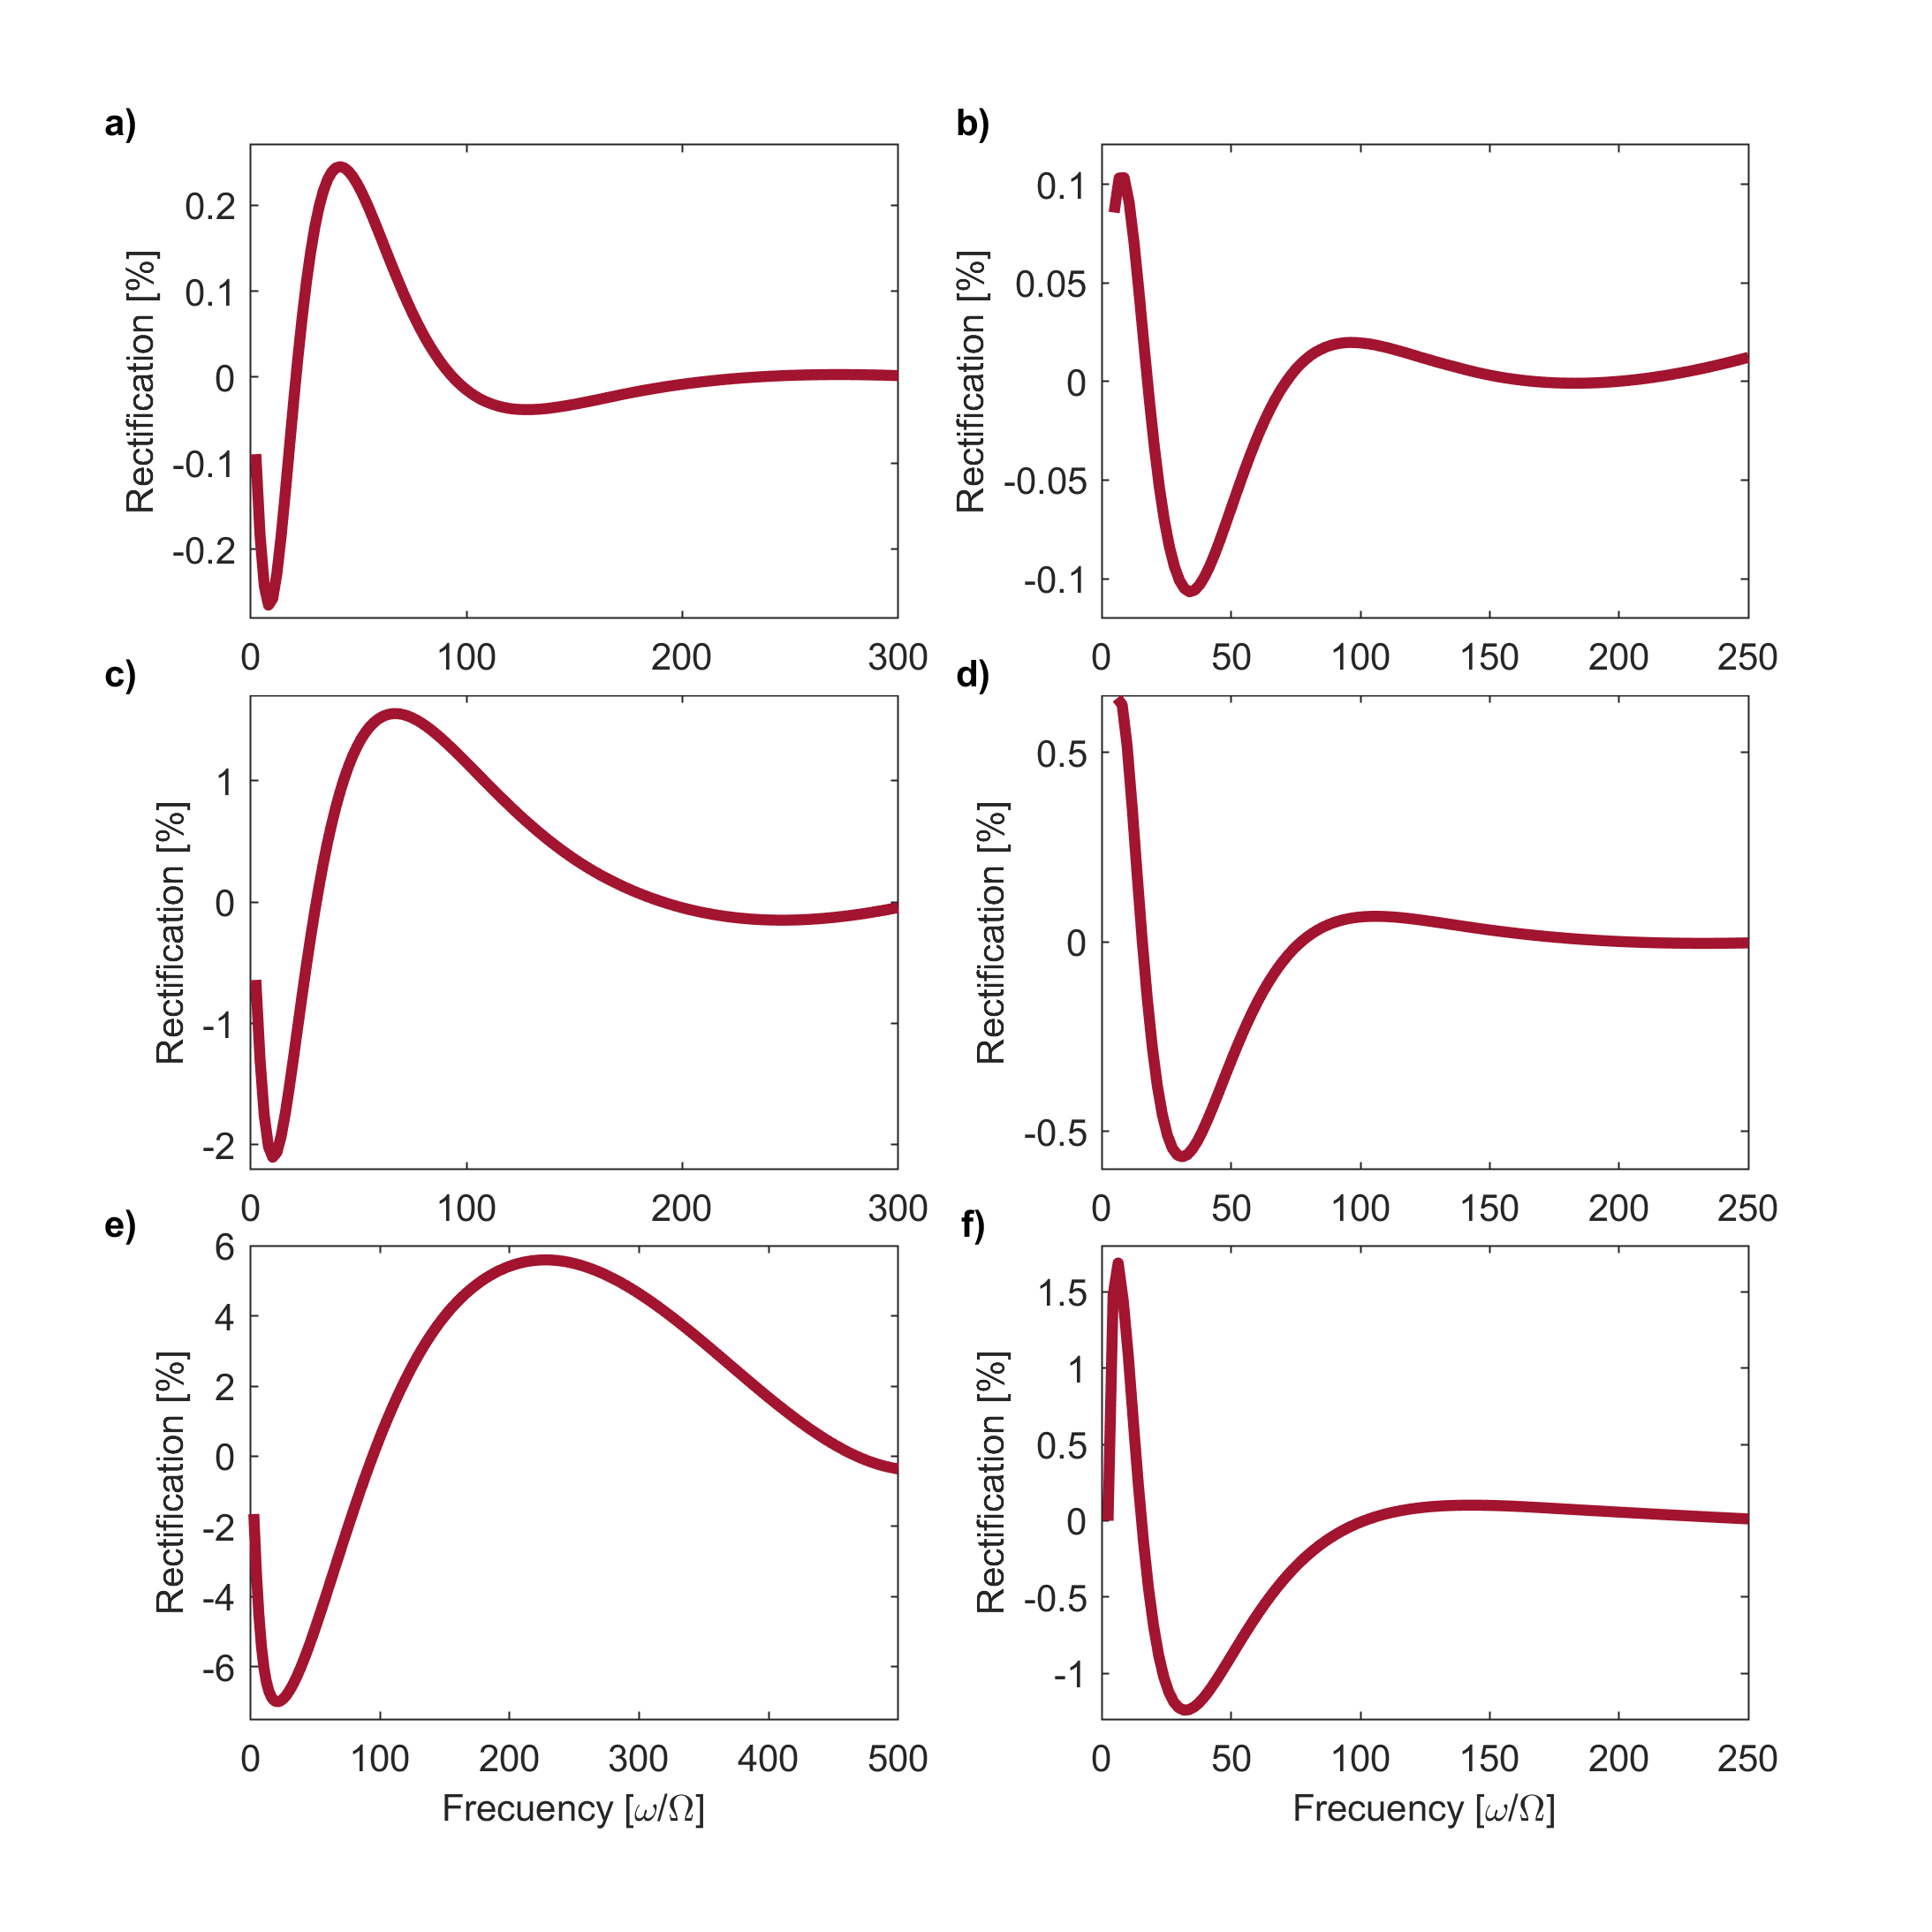 a)
Rectification [%]
0.2
0.1
0
-0.1
-0.2
0 100 200 300
b)
Rectification [%]
0.1
0.05
0
-0.05
-0.1
0 50 100 150 200 250
c)
Rectification [%]
1
0
-1
-2
0 100 200 300
d)
Rectification [%]
0.5
0
-0.5
0 50 100 150 200 250
e)
Rectification [%]
6
4
2
0
-2
-4
-6
0 100 200 300 400 500
Frecuency [ω/Ω]
f)
Rectification [%]
1.5
1
0.5
0
-0.5
-1
0 50 100 150 200 250
Frecuency [ω/Ω]